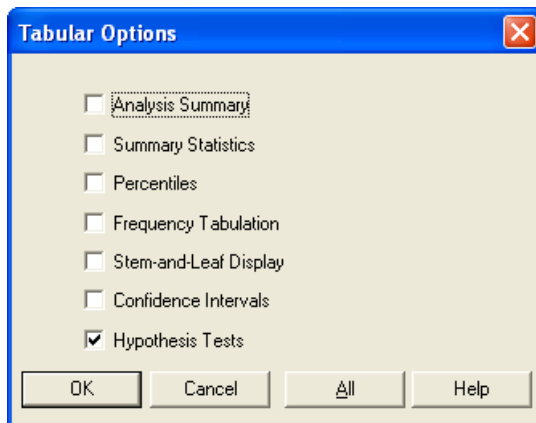 Tabular Options
Analysis Summary
Summary Statistics
Percentiles
Frequency Tabulation
Stem-and-Leaf Display
Confidence Intervals
Hypothesis Tests
OK Cancel All Help